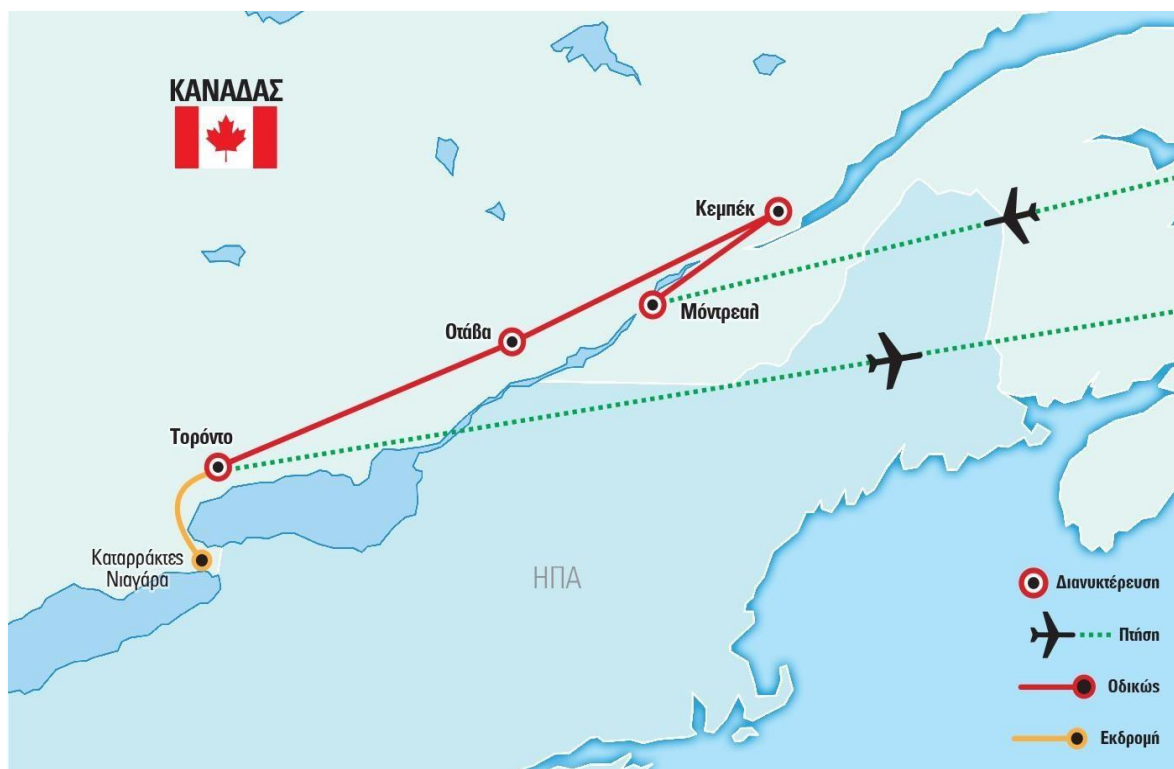 ΚΑΝΑΔΑΣ
Κεμπέκ
Μόντρεαλ
Οτάβα
Τορόντο
Καταρράκτες
Νιαγάρα
ΗΠΑ
Διανυκτέρευση
Πτήση
Οδικώς
Εκδρομή